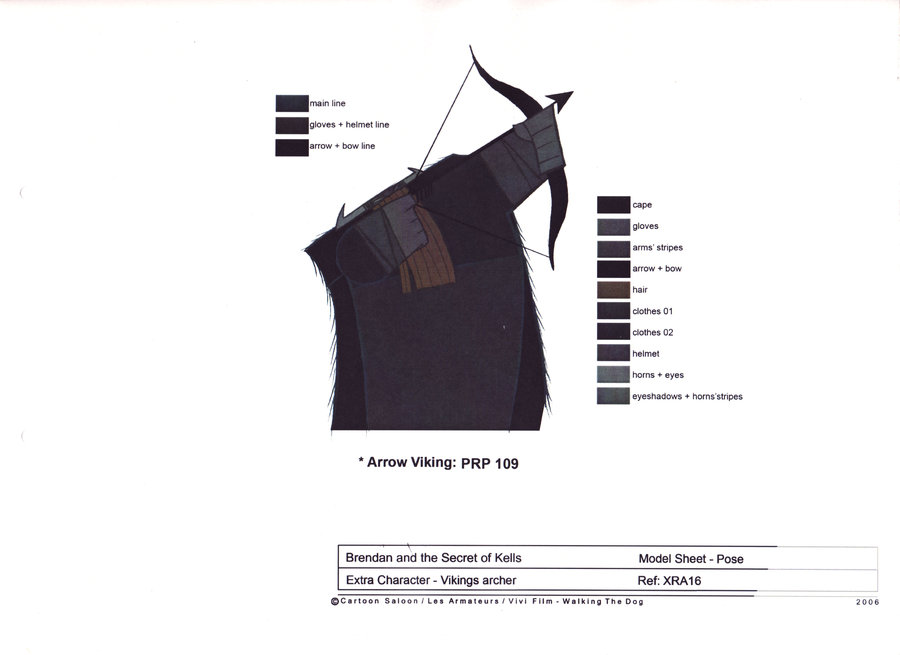 main line
gloves + helmet line
arrow + bow line
cape
gloves
arms' stripes
arrow + bow
hair
clothes 01
clothes 02
helmet
horns + eyes
eyeshadows + horns'stripes
* Arrow Viking: PRP 109
Brendan and the Secret of Kells Model Sheet - Pose
Extra Character - Vikings archer Ref: XRA16
©Cartoon Saloon / Les Armateurs / Vivi Film - Walking The Dog 2006